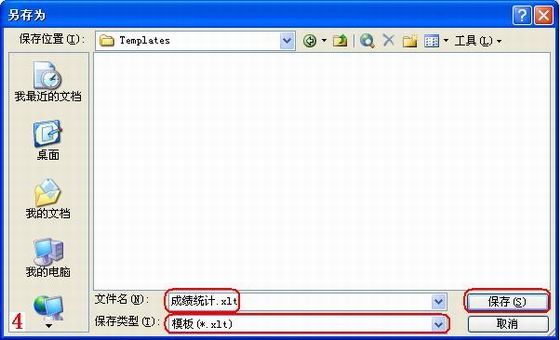 另存为
保存位置(I): Templates 工具(L)
我最近的文档
桌面
我的文档
我的电脑
文件名(N): 成绩统计.xlt 保存(S)
保存类型(T): 模板(*.xlt) 取消
4